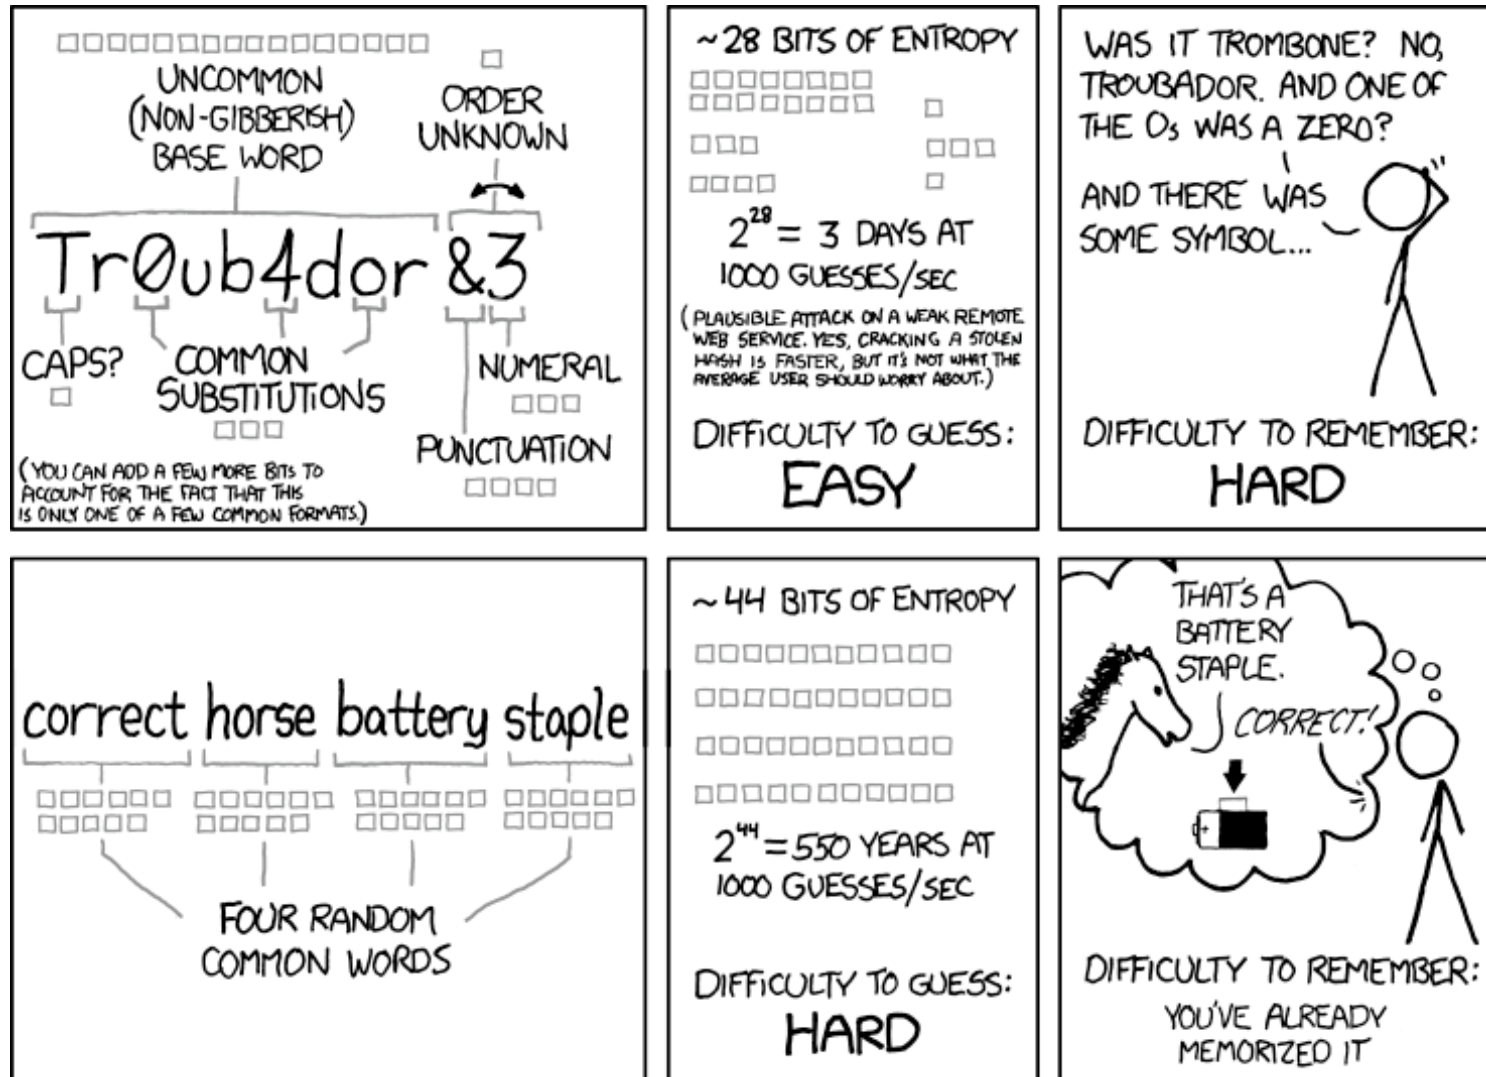 UNCOMMON
(NON-GIBBERISH)
BASE WORD
ORDER
UNKNOWN
Tr0ub4dor &3
CAPS?
COMMON
SUBSTITUTIONS
NUMERAL
PUNCTUATION
(YOU CAN ADD A FEW MORE BITS TO
ACCOUNT FOR THE FACT THAT THIS
IS ONLY ONE OF A FEW COMMON FORMATS.)
~28 BITS OF ENTROPY
2^28 = 3 DAYS AT
1000 GUESSES/SEC
(PLAUSIBLE ATTACK ON A WEAK REMOTE
WEB SERVICE. YES, CRACKING A STOLEN
HASH IS FASTER, BUT IT'S NOT WHAT THE
AVERAGE USER SHOULD WORRY ABOUT.)
DIFFICULTY TO GUESS:
EASY
WAS IT TROMBONE? NO,
TROUBADOR. AND ONE OF
THE Os WAS A ZERO?
AND THERE WAS
SOME SYMBOL...
DIFFICULTY TO REMEMBER:
HARD
correct horse battery staple
FOUR RANDOM
COMMON WORDS
~44 BITS OF ENTROPY
2^44 = 550 YEARS AT
1000 GUESSES/SEC
DIFFICULTY TO GUESS:
HARD
THAT'S A
BATTERY
STAPLE.
CORRECT!
+
DIFFICULTY TO REMEMBER:
YOU'VE ALREADY
MEMORIZED IT